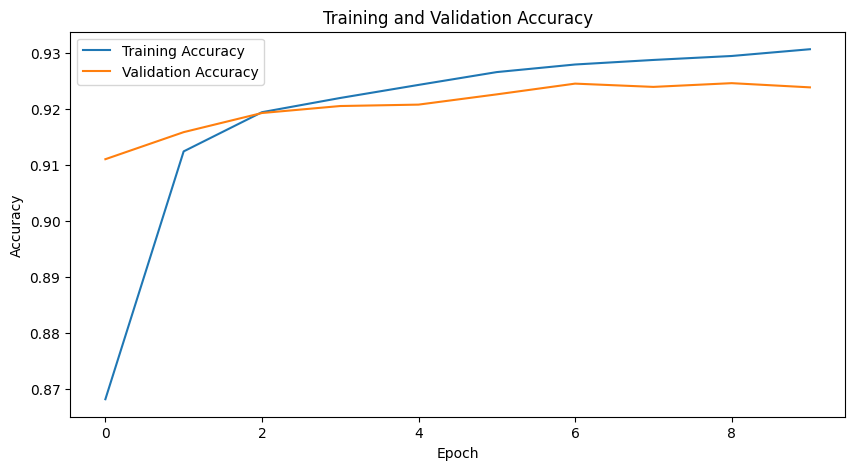 Training and Validation Accuracy
Training Accuracy
Validation Accuracy
0.93
0.92
0.91
0.90
0.89
0.88
0.87
Accuracy
0 2 4 6 8
Epoch